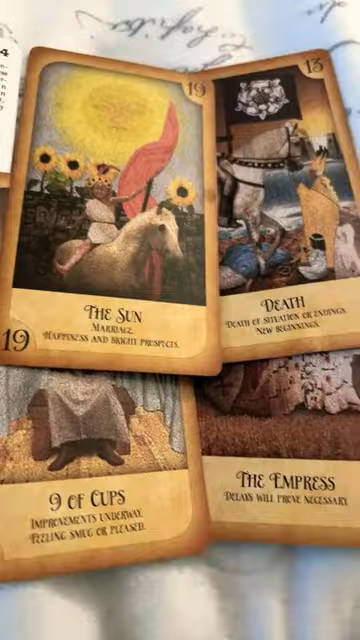 4
19
THE SUN
MARRIAGE.
HAPPINESS AND BRIGHT PROSPECTS.
19
13
DEATH
DEATH OF SITUATION OR ENDINGS.
NEW BEGINNINGS.
9 OF CUPS
IMPROVEMENTS UNDERWAY.
FEELING SMUG OR PLEASED.
THE EMPRESS
DELAYS WILL PROVE NECESSARY.